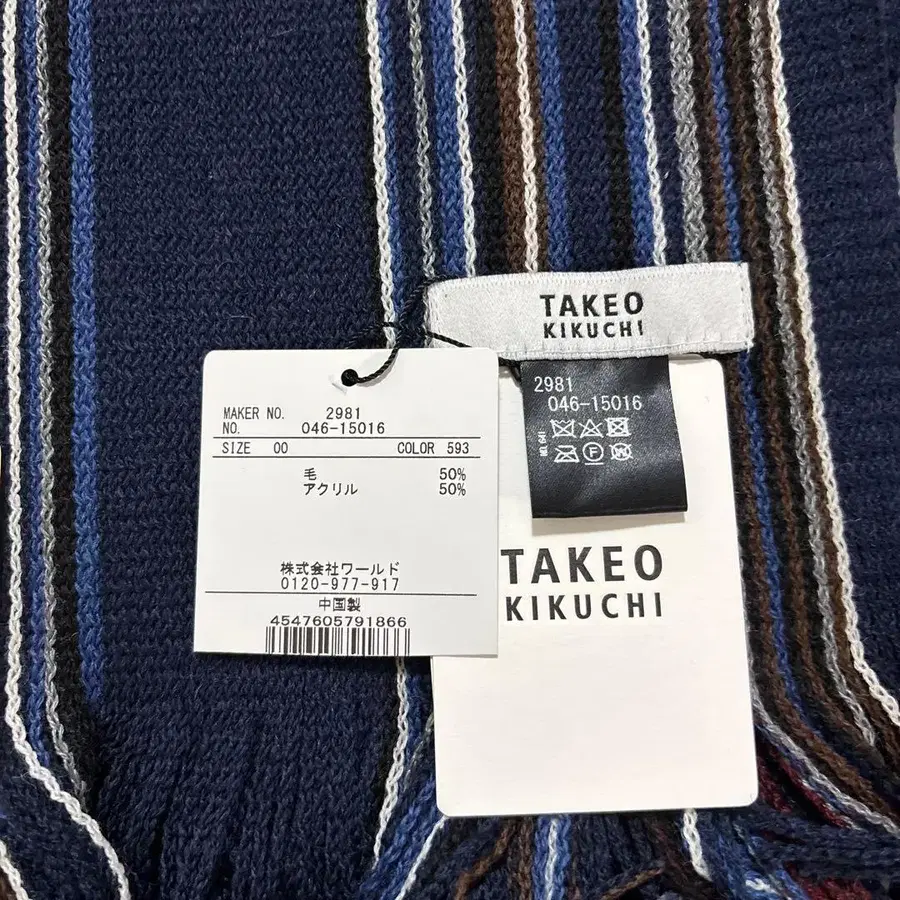 TAKEO
KIKUCHI
2981
046-15016
MAKER NO. 2981
NO. 046-15016
SIZE 00 COLOR 593
毛 50%
アクリル 50%
株式会社ワールド
0120-977-917
中国製
4547605791866
TAKEO
KIKUCHI